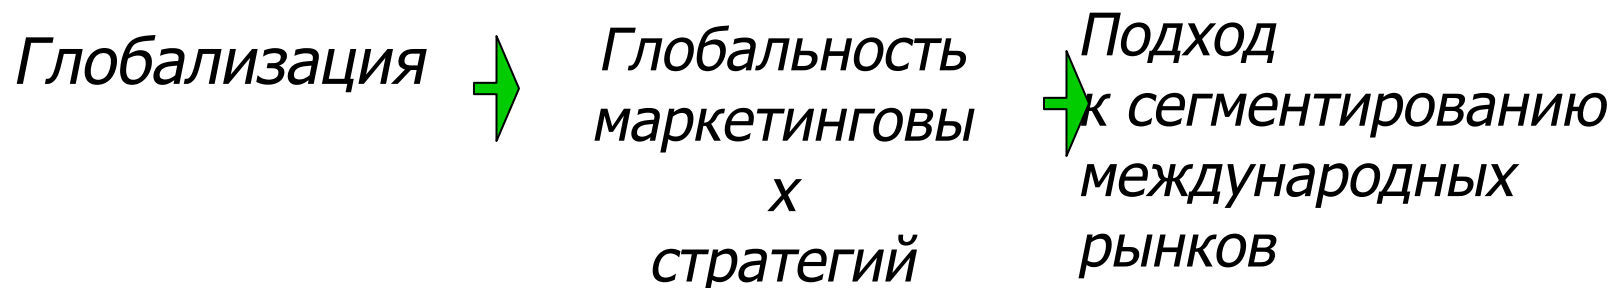 Глобализация
Глобальность
маркетинговы
х
стратегий
Подход
к сегментированию
международных
рынков